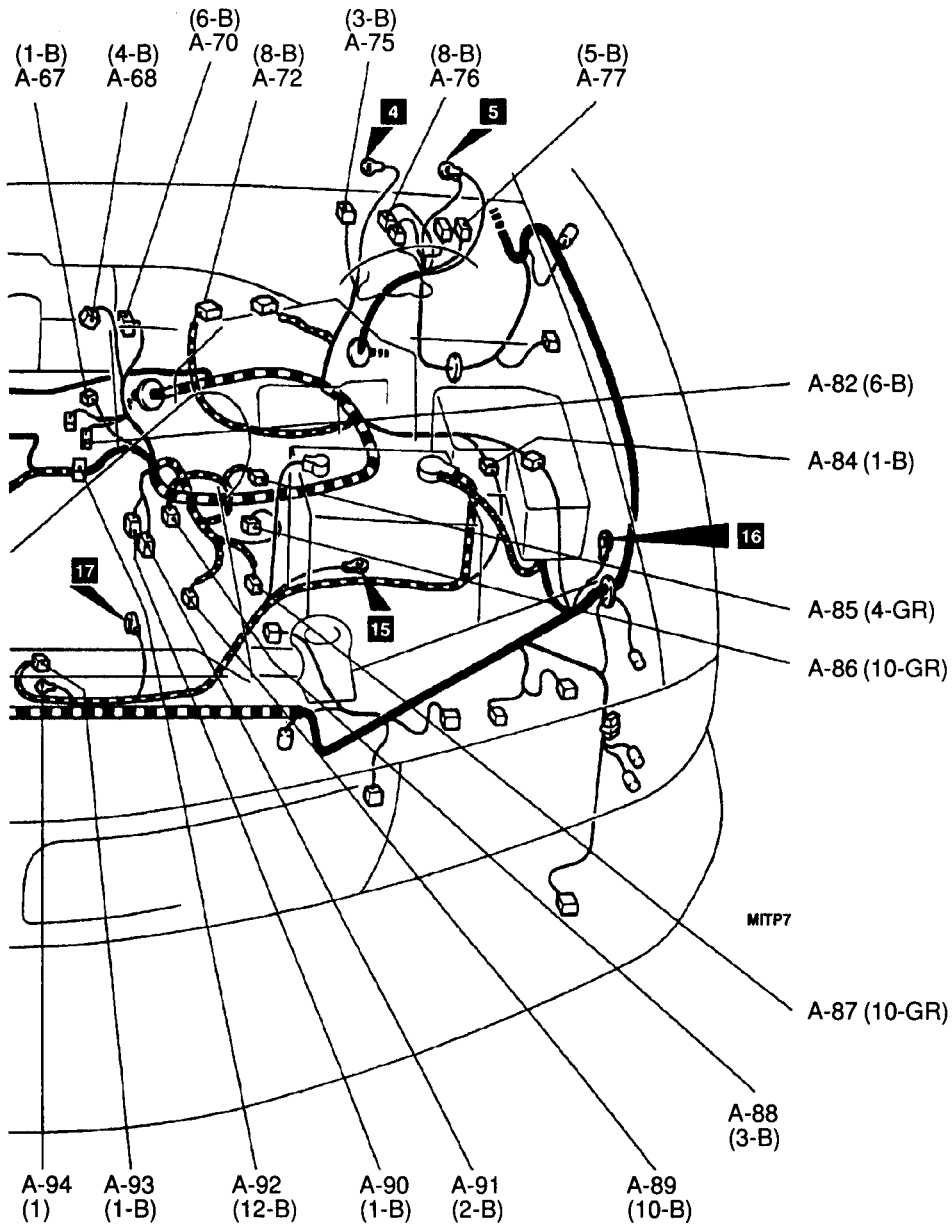 (6-B)
A-70
(3-B)
A-75
(1-B)
A-67
(4-B)
A-68
(8-B)
A-72
(8-B)
A-76
(5-B)
A-77
4
5
A-82 (6-B)
A-84 (1-B)
16
17
15
A-85 (4-GR)
A-86 (10-GR)
MITP7
A-87 (10-GR)
A-88
(3-B)
A-94
(1)
A-93
(1-B)
A-92
(12-B)
A-90
(1-B)
A-91
(2-B)
A-89
(10-B)